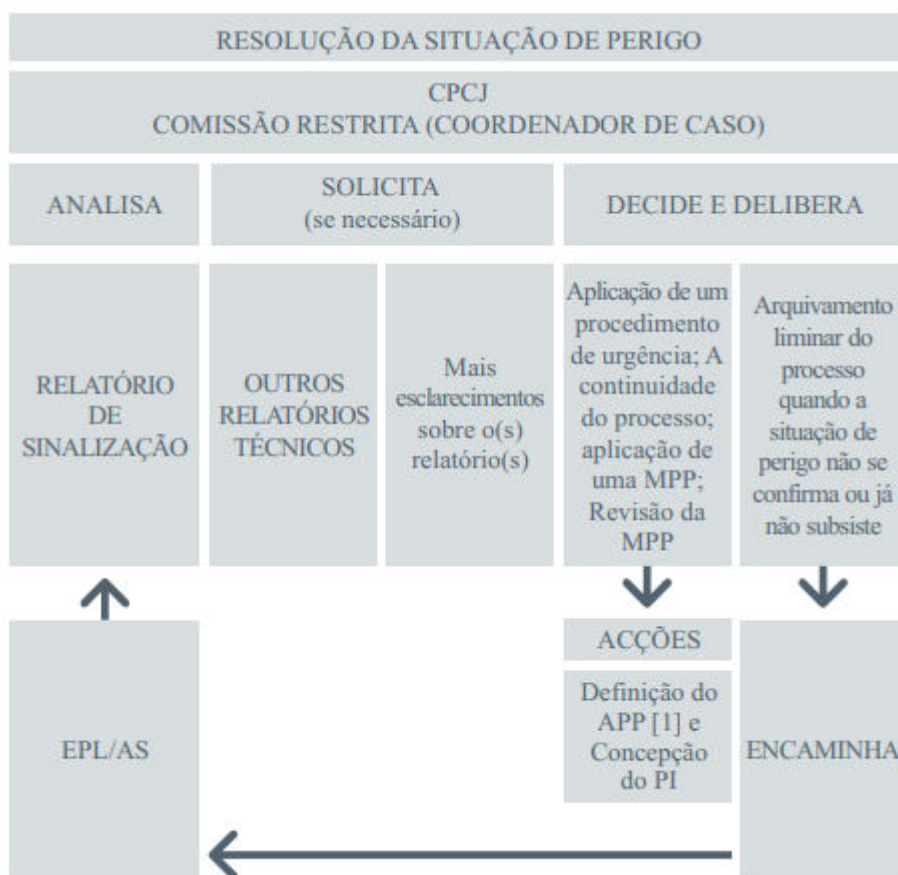 RESOLUÇÃO DA SITUAÇÃO DE PERIGO
CPCJ
COMISSÃO RESTRITA (COORDENADOR DE CASO)
ANALISA
SOLICITA
(se necessário)
DECIDE E DELIBERA
RELATÓRIO
DE
SINALIZAÇÃO
OUTROS
RELATÓRIOS
TÉCNICOS
Mais
esclarecimentos
sobre o(s)
relatório(s)
Aplicação de um
procedimento
de urgência; A
continuidade
do processo;
aplicação de
uma MPP;
Revisão da
MPP
Arquivamento
liminar do
processo
quando a
situação de
perigo não se
confirma ou já
não subsiste
EPL/AS
ACÇÕES
Definição do
APP [1] e
Concepção
do PI
ENCAMINHA